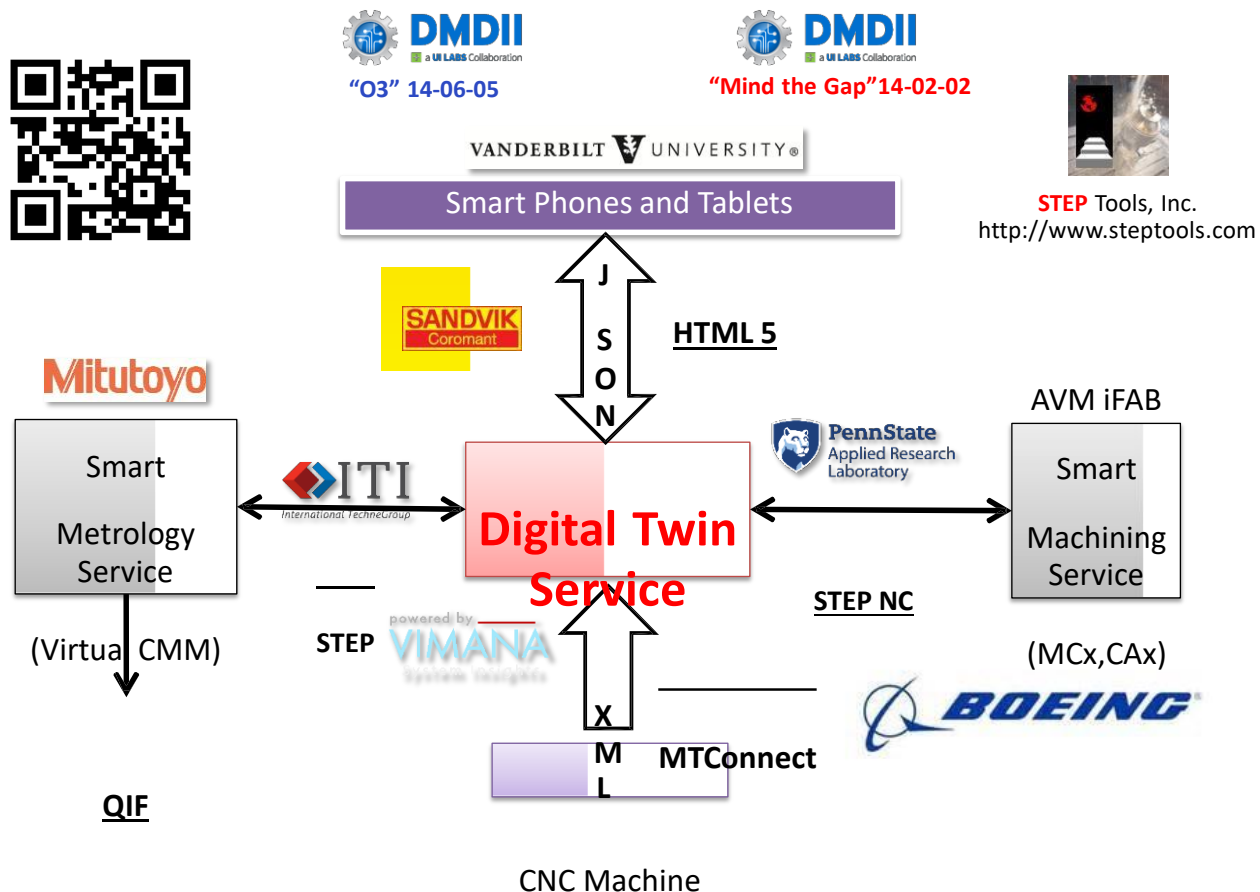 DMDII
a UI LABS Collaboration
"O3" 14-06-05
DMDII
a UI LABS Collaboration
"Mind the Gap"14-02-02
VANDERBILT V UNIVERSITY®
Smart Phones and Tablets
STEP Tools, Inc.
http://www.steptools.com
J
S
O
N
SANDVIK
Coromant
HTML 5
Mitutoyo
AVM iFAB
Smart
Metrology
Service
ITI
International TechneGroup
Digital Twin
Service
PennState
Applied Research
Laboratory
Smart
Machining
Service
STEP
powered by
VIMANA
System Insights
STEP NC
(Virtual CMM)
(MCx,CAx)
BOEING®
X
M
L
MTConnect
QIF
CNC Machine